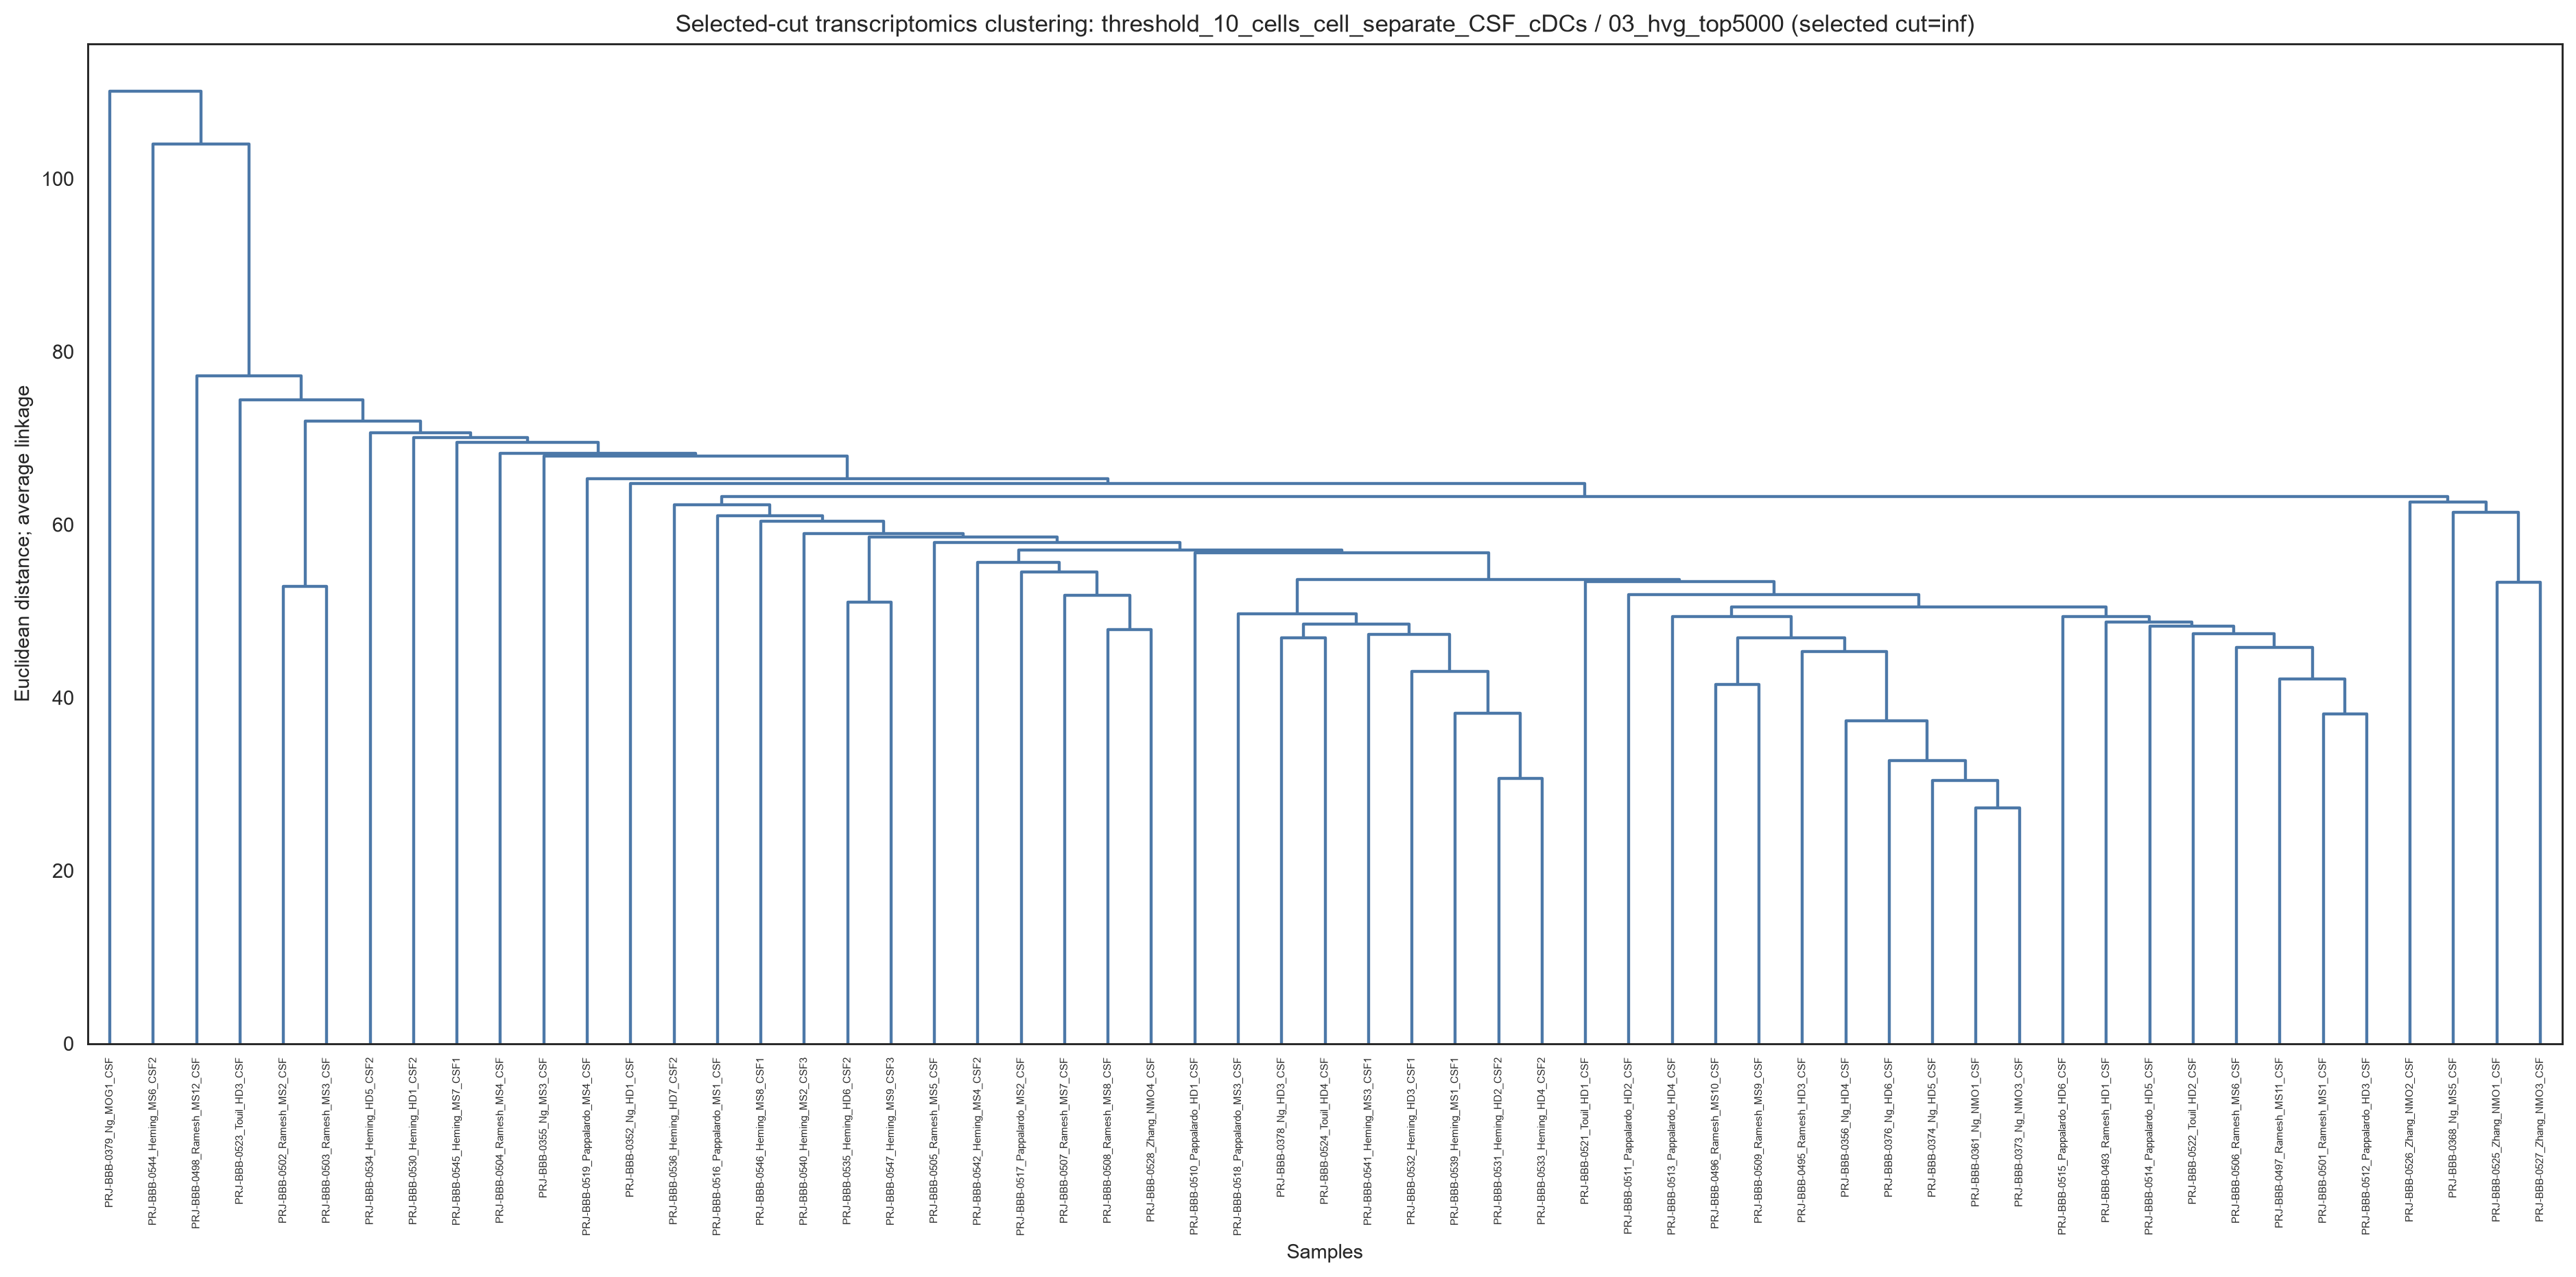 Selected-cut transcriptomics clustering: threshold_10_cells_cell_separate_CSF_cDCs / 03_hvg_top5000 (selected cut=inf)
Euclidean distance; average linkage
100
80
60
40
20
0
PRJ-BBB-0379_Ng_MOG1_CSF
PRJ-BBB-0544_Heming_MS6_CSF2
PRJ-BBB-0498_Ramesh_MS12_CSF
PRJ-BBB-0523_Touil_HD3_CSF
PRJ-BBB-0502_Ramesh_MS2_CSF
PRJ-BBB-0503_Ramesh_MS3_CSF
PRJ-BBB-0534_Heming_HD5_CSF2
PRJ-BBB-0530_Heming_HD1_CSF2
PRJ-BBB-0545_Heming_MS7_CSF1
PRJ-BBB-0504_Ramesh_MS4_CSF
PRJ-BBB-0355_Ng_MS3_CSF
PRJ-BBB-0519_Pappalardo_MS4_CSF
PRJ-BBB-0352_Ng_HD1_CSF
PRJ-BBB-0536_Heming_HD7_CSF2
PRJ-BBB-0516_Pappalardo_MS1_CSF
PRJ-BBB-0546_Heming_MS8_CSF1
PRJ-BBB-0540_Heming_MS2_CSF3
PRJ-BBB-0535_Heming_HD6_CSF2
PRJ-BBB-0547_Heming_MS9_CSF3
PRJ-BBB-0505_Ramesh_MS5_CSF
PRJ-BBB-0542_Heming_MS4_CSF2
PRJ-BBB-0517_Pappalardo_MS2_CSF
PRJ-BBB-0507_Ramesh_MS7_CSF
PRJ-BBB-0508_Ramesh_MS8_CSF
PRJ-BBB-0528_Zhang_NMO4_CSF
PRJ-BBB-0510_Pappalardo_HD1_CSF
PRJ-BBB-0518_Pappalardo_MS3_CSF
PRJ-BBB-0378_Ng_HD3_CSF
PRJ-BBB-0524_Touil_HD4_CSF
PRJ-BBB-0541_Heming_MS3_CSF1
PRJ-BBB-0532_Heming_HD3_CSF1
PRJ-BBB-0539_Heming_MS1_CSF1
PRJ-BBB-0531_Heming_HD2_CSF2
PRJ-BBB-0533_Heming_HD4_CSF2
PRJ-BBB-0521_Touil_HD1_CSF
PRJ-BBB-0511_Pappalardo_HD2_CSF
PRJ-BBB-0513_Pappalardo_HD4_CSF
PRJ-BBB-0496_Ramesh_MS10_CSF
PRJ-BBB-0509_Ramesh_MS9_CSF
PRJ-BBB-0495_Ramesh_HD3_CSF
PRJ-BBB-0356_Ng_HD4_CSF
PRJ-BBB-0376_Ng_HD6_CSF
PRJ-BBB-0374_Ng_HD5_CSF
PRJ-BBB-0361_Ng_NMO1_CSF
PRJ-BBB-0373_Ng_NMO3_CSF
PRJ-BBB-0515_Pappalardo_HD6_CSF
PRJ-BBB-0493_Ramesh_HD1_CSF
PRJ-BBB-0514_Pappalardo_HD5_CSF
PRJ-BBB-0522_Touil_HD2_CSF
PRJ-BBB-0506_Ramesh_MS6_CSF
PRJ-BBB-0497_Ramesh_MS11_CSF
PRJ-BBB-0501_Ramesh_MS1_CSF
PRJ-BBB-0512_Pappalardo_HD3_CSF
PRJ-BBB-0526_Zhang_NMO2_CSF
PRJ-BBB-0368_Ng_MS5_CSF
PRJ-BBB-0525_Zhang_NMO1_CSF
PRJ-BBB-0527_Zhang_NMO3_CSF
Samples